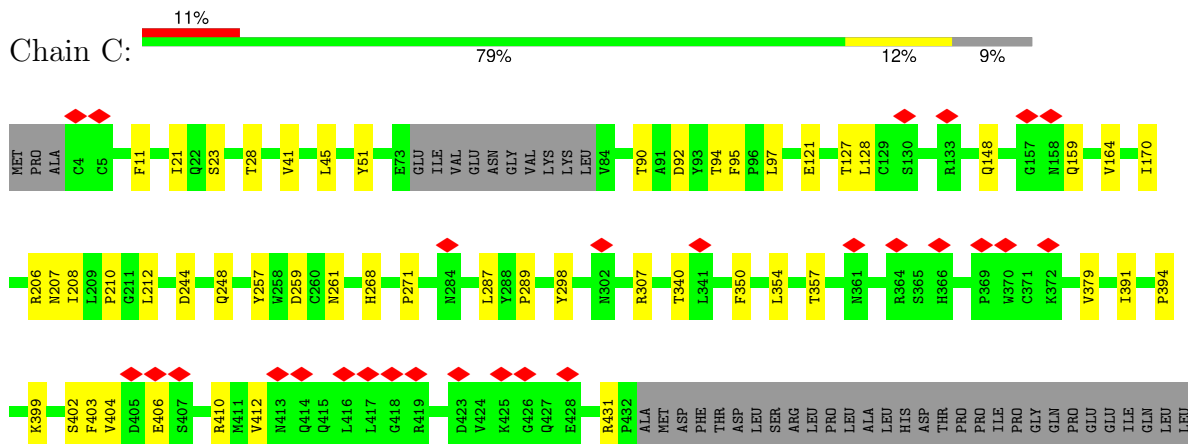 11%
Chain C:
79% 12% 9%
MET PRO ALA C4 C5 F11 I21 Q22 S23 T28 V41 L45 Y51 E73 GLU ILE VAL GLU ASN GLY VAL LYS LYS LEU V84 T90 A91 D92 Y93 T94 F95 P96 L97 E121 T127 L128 C129 S130 R133 Q148 G157 N158 Q159 V164 I170
R206 N207 I208 L209 P210 G211 L212 D244 Q248 Y257 W258 D259 C260 N261 H268 P271 N284 L287 Y288 P289 Y298 N302 R307 T340 L341 F350 L354 T357 N361 R364 S365 H366 P369 W370 C371 K372 V379 I391 P394
K399 S402 F403 V404 D405 E406 S407 R410 M411 V412 N413 Q414 Q415 L416 L417 G418 R419 D423 V424 K425 G426 Q427 E428 R431 P432 ALA MET ASP PHE THR THR ASP LEU SER ARG LEU PRO LEU ALA LEU HIS ASP THR PRO PRO ILE PRO GLY GLN PRO GLU GLU ILE GLN LEU LEU